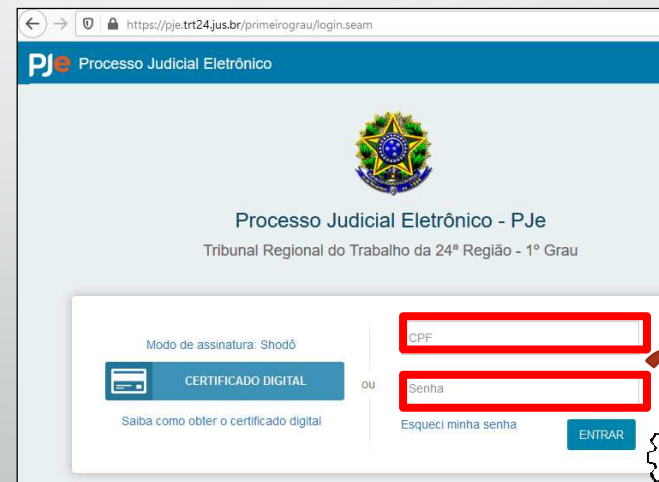 https://pje.trt24.jus.br/primeirograu/login.seam
PJe Processo Judicial Eletrônico
Processo Judicial Eletrônico - PJe
Tribunal Regional do Trabalho da 24ª Região - 1º Grau
Modo de assinatura: Shodô
CERTIFICADO DIGITAL
Saiba como obter o certificado digital
ou
CPF
Senha
Esqueci minha senha
ENTRAR